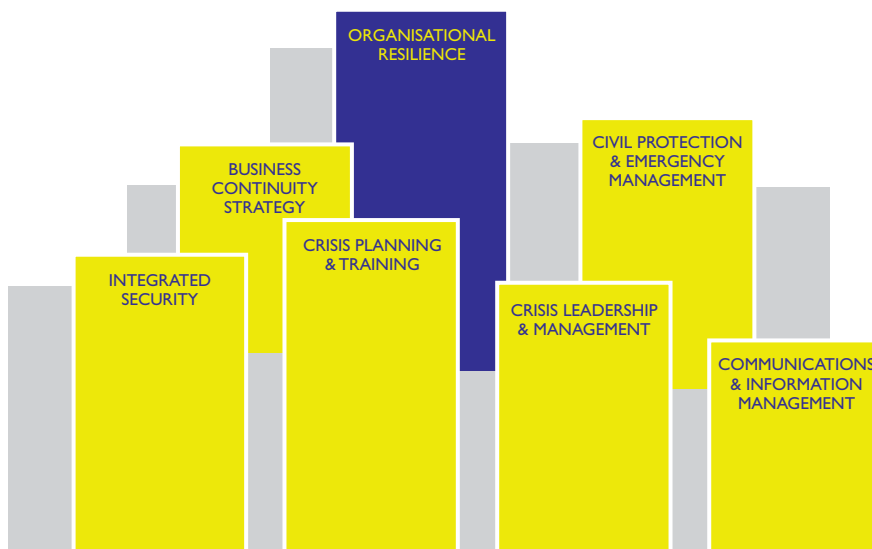 ORGANISATIONAL
RESILIENCE
CIVIL PROTECTION
& EMERGENCY
MANAGEMENT
BUSINESS
CONTINUITY
STRATEGY
CRISIS PLANNING
& TRAINING
INTEGRATED
SECURITY
CRISIS LEADERSHIP
& MANAGEMENT
COMMUNICATIONS
& INFORMATION
MANAGEMENT